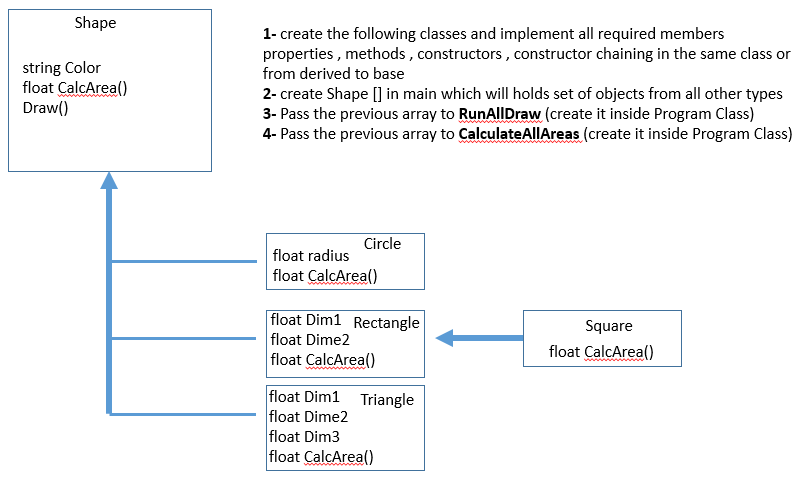 Shape
string Color
float CalcArea()
Draw()
1- create the following classes and implement all required members
properties , methods , constructors , constructor chaining in the same class or
from derived to base
2- create Shape [] in main which will holds set of objects from all other types
3- Pass the previous array to RunAllDraw (create it inside Program Class)
4- Pass the previous array to CalculateAllAreas (create it inside Program Class)
Circle
float radius
float CalcArea()
float Dim1 Rectangle
float Dime2
float CalcArea()
Square
float CalcArea()
float Dim1 Triangle
float Dime2
float Dim3
float CalcArea()